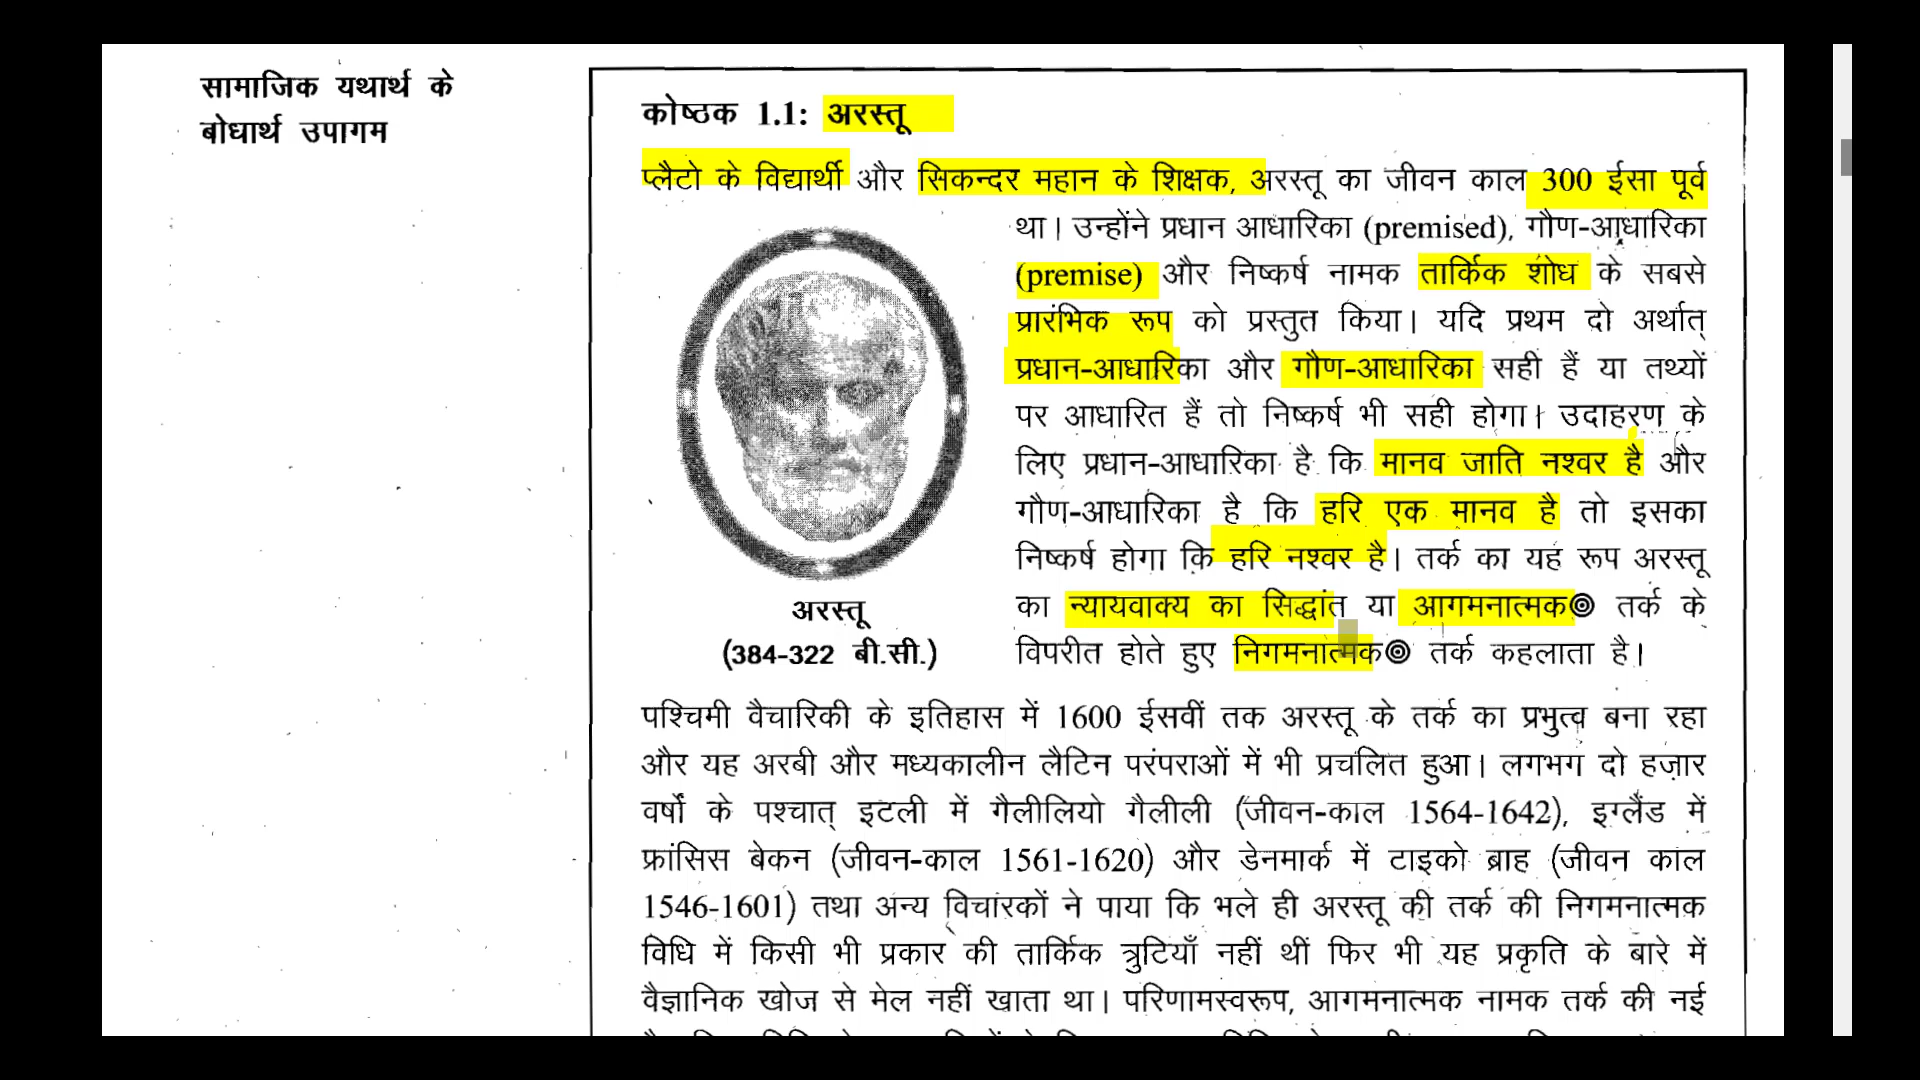 सामाजिक यथार्थ के
बोधार्थ उपागम
कोष्ठक 1.1: अरस्तू
प्लैटो के विद्यार्थी और सिकन्दर महान के शिक्षक, अरस्तू का जीवन काल 300 ईसा पूर्व
था। उन्होंने प्रधान आधारिका (premised), गौण-आधारिका
(premise) और निष्कर्ष नामक तार्किक शोध के सबसे
प्रारंभिक रूप को प्रस्तुत किया। यदि प्रथम दो अर्थात्
प्रधान-आधारिका और गौण-आधारिका सही हैं या तथ्यों
पर आधारित हैं तो निष्कर्ष भी सही होगा। उदाहरण के
लिए प्रधान-आधारिका है कि मानव जाति नश्वर है और
गौण-आधारिका है कि हरि एक मानव है तो इसका
निष्कर्ष होगा कि हरि नश्वर है। तर्क का यह रूप अरस्तू
का न्यायवाक्य का सिद्धांत या आगमनात्मक तर्क के
विपरीत होते हुए निगमनात्मक तर्क कहलाता है।
अरस्तू
(384-322 बी.सी.)
पश्चिमी वैचारिकी के इतिहास में 1600 ईसवीं तक अरस्तू के तर्क का प्रभुत्व बना रहा
और यह अरबी और मध्यकालीन लैटिन परंपराओं में भी प्रचलित हुआ। लगभग दो हज़ार
वर्षों के पश्चात् इटली में गैलीलियो गैलीली (जीवन-काल 1564-1642), इग्लैंड में
फ्रांसिस बेकन (जीवन-काल 1561-1620) और डेनमार्क में टाइको ब्राह (जीवन काल
1546-1601) तथा अन्य विचारकों ने पाया कि भले ही अरस्तू की तर्क की निगमनात्मक
विधि में किसी भी प्रकार की तार्किक त्रुटियाँ नहीं थीं फिर भी यह प्रकृति के बारे में
वैज्ञानिक खोज से मेल नहीं खाता था। परिणामस्वरूप, आगमनात्मक नामक तर्क की नई